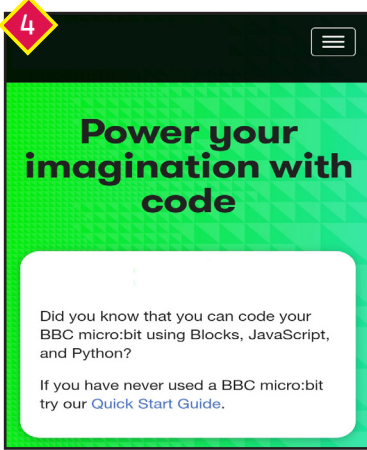 4
Power your
imagination with
code
Did you know that you can code your
BBC micro:bit using Blocks, JavaScript,
and Python?
If you have never used a BBC micro:bit
try our Quick Start Guide.